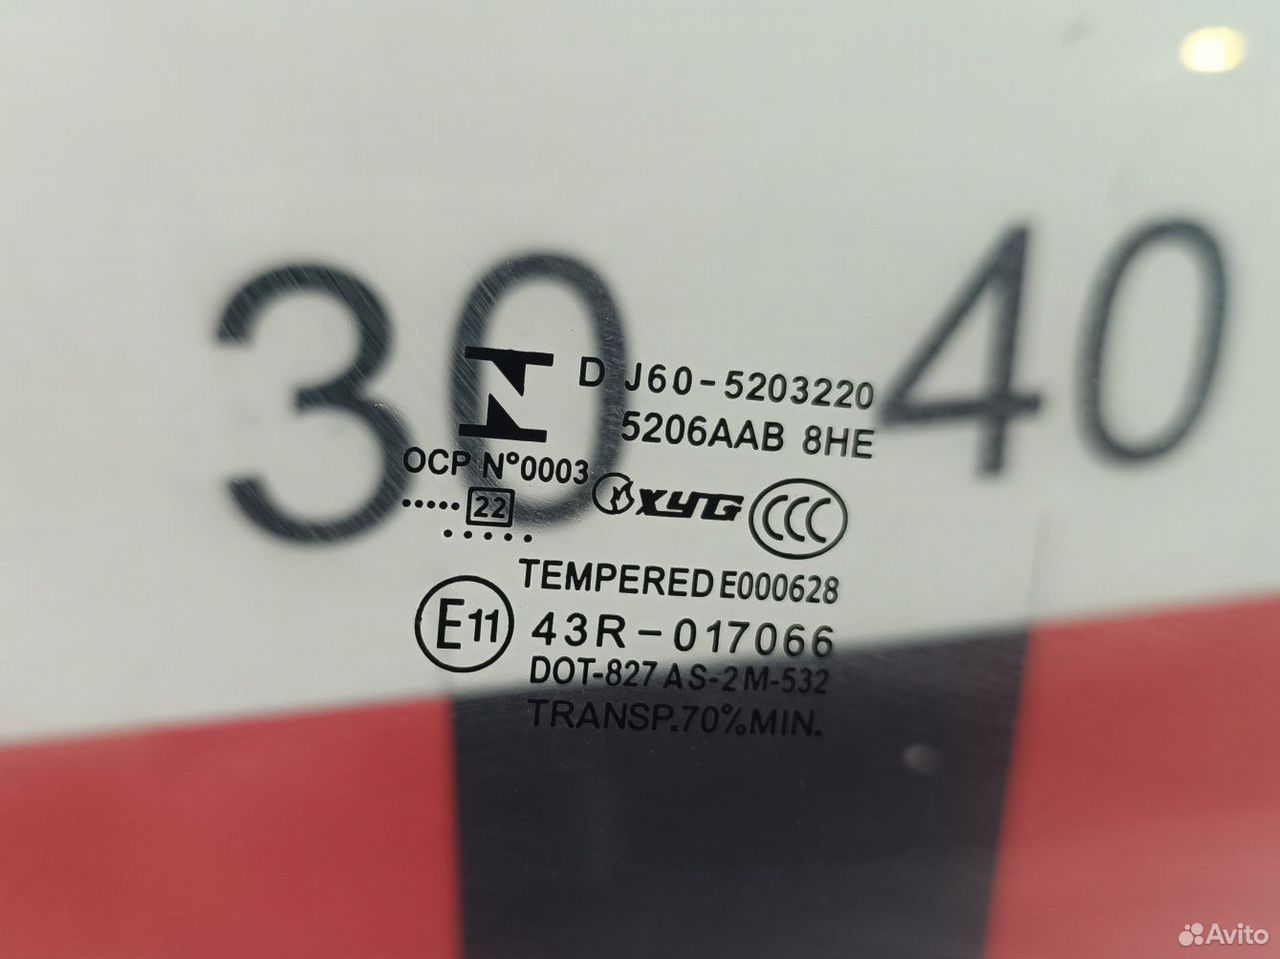 30 40
D J60-5203220
5206AAB 8HE
OCP N°0003
22
XYG
CCC
TEMPERED E000628
E11
43R-017066
DOT-827 AS-2 M-532
TRANSP.70%MIN.
Avito